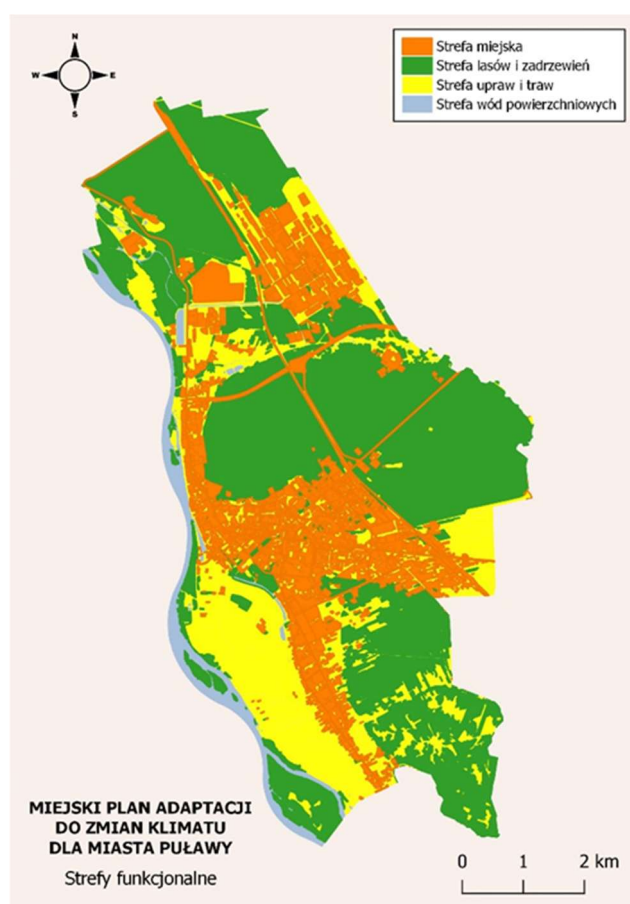 N
W E
S
Strefa miejska
Strefa lasów i zadrzewień
Strefa upraw i traw
Strefa wód powierzchniowych
MIEJSKI PLAN ADAPTACJI
DO ZMIAN KLIMATU
DLA MIASTA PUŁAWY
Strefy funkcjonalne
0 1 2 km